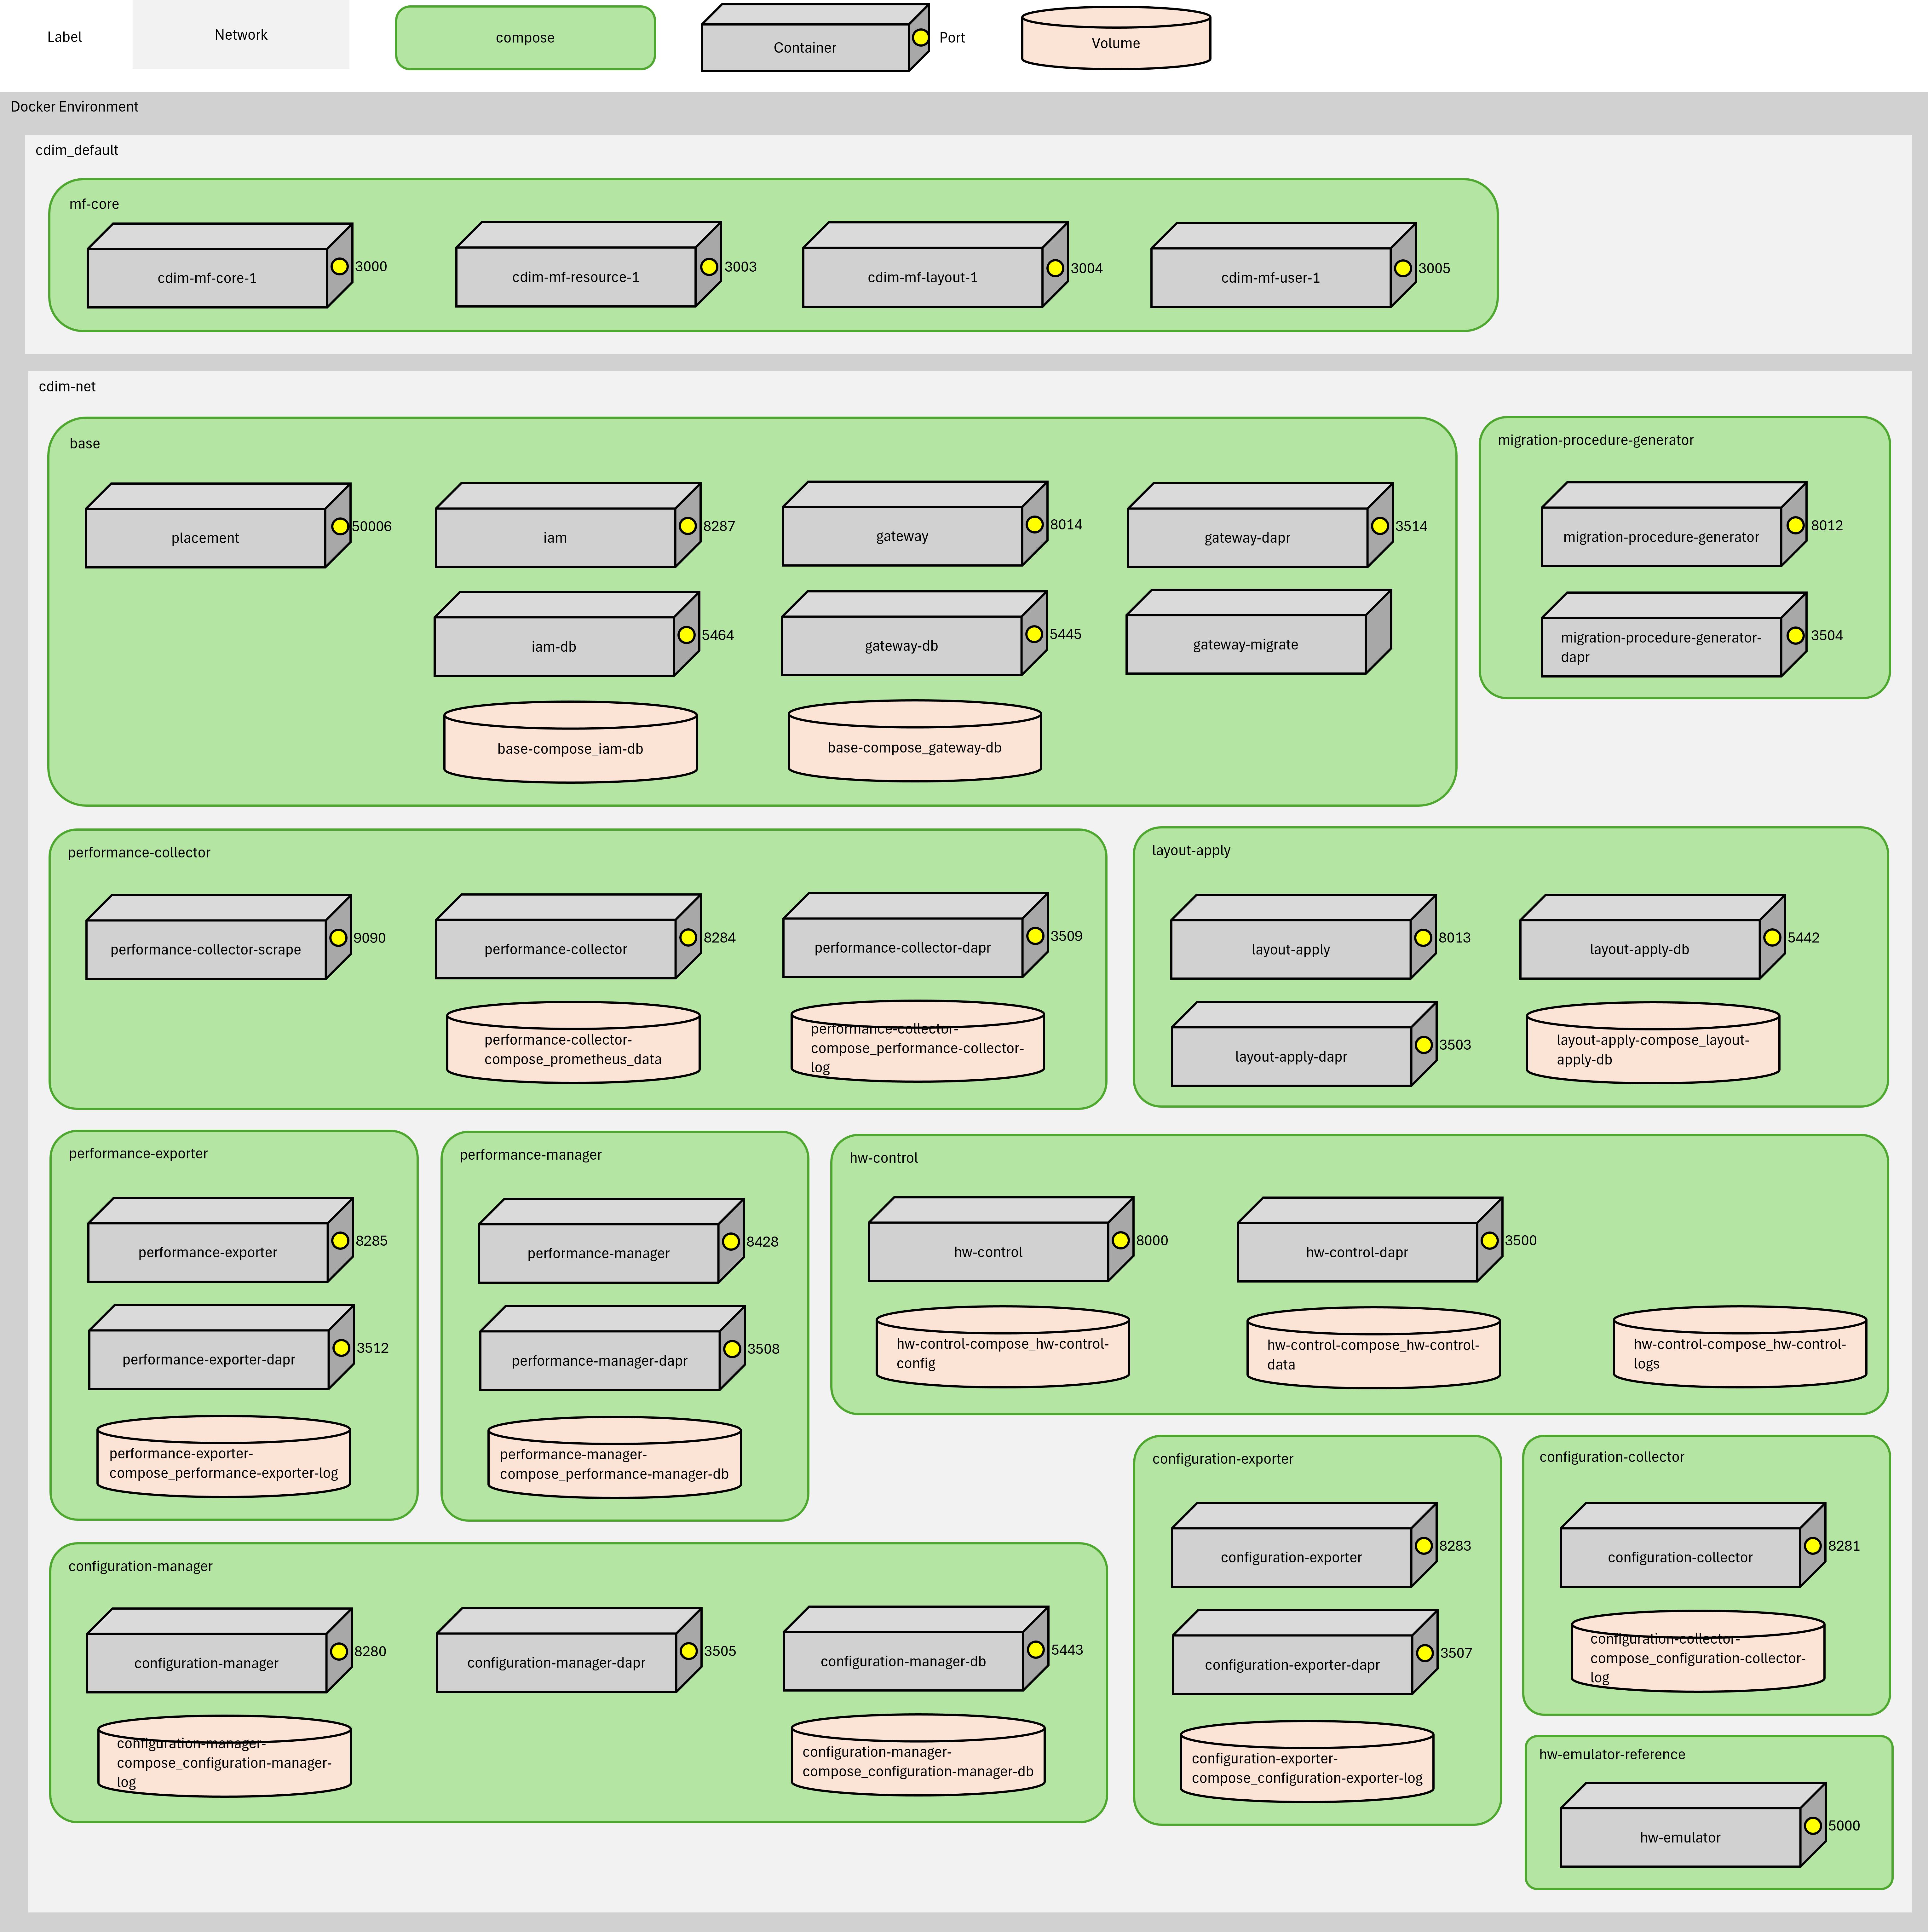 Label
Network
compose
Container
Port
Volume
Docker Environment
cdim_default
mf-core
cdim-mf-core-1
3000
cdim-mf-resource-1
3003
cdim-mf-layout-1
3004
cdim-mf-user-1
3005
cdim-net
base
placement
50006
iam
8287
gateway
8014
gateway-dapr
3514
iam-db
5464
gateway-db
5445
gateway-migrate
base-compose_iam-db
base-compose_gateway-db
migration-procedure-generator
migration-procedure-generator
8012
migration-procedure-generator-
dapr
3504
performance-collector
performance-collector-scrape
9090
performance-collector
8284
performance-collector-dapr
3509
performance-collector-
compose_prometheus_data
performance-collector-
compose_performance-collector-
log
layout-apply
layout-apply
8013
layout-apply-db
5442
layout-apply-dapr
3503
layout-apply-compose_layout-
apply-db
performance-exporter
performance-exporter
8285
performance-exporter-dapr
3512
performance-exporter-
compose_performance-exporter-log
performance-manager
performance-manager
8428
performance-manager-dapr
3508
performance-manager-
compose_performance-manager-db
hw-control
hw-control
8000
hw-control-dapr
3500
hw-control-compose_hw-control-
config
hw-control-compose_hw-control-
data
hw-control-compose_hw-control-
logs
configuration-manager
configuration-manager
8280
configuration-manager-dapr
3505
configuration-manager-db
5443
configuration-manager-
compose_configuration-manager-
log
configuration-manager-
compose_configuration-manager-db
configuration-exporter
configuration-exporter
8283
configuration-exporter-dapr
3507
configuration-exporter-
compose_configuration-exporter-log
configuration-collector
configuration-collector
8281
configuration-collector-
compose_configuration-collector-
log
hw-emulator-reference
hw-emulator
5000